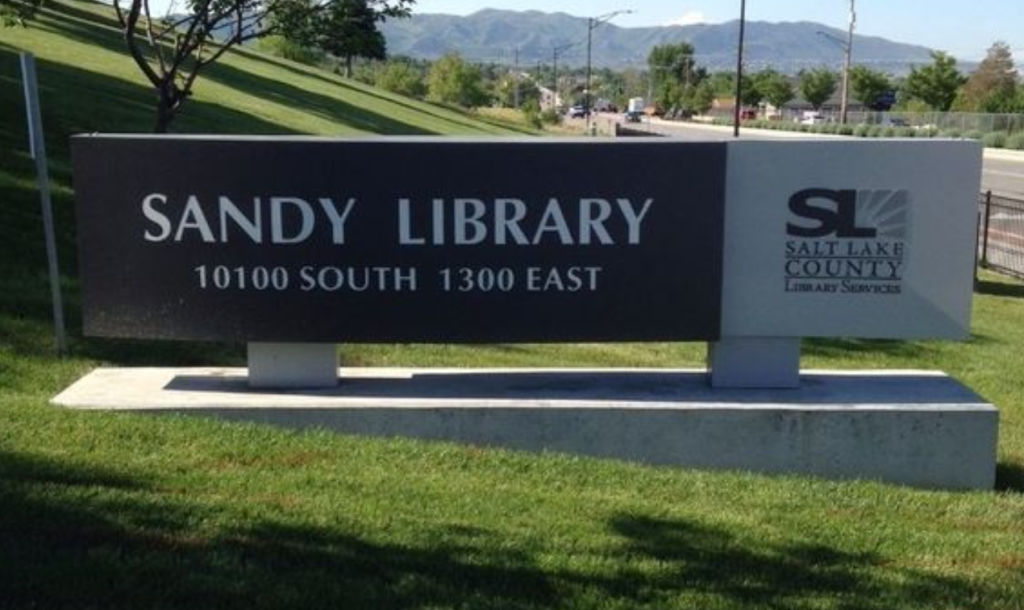 SANDY LIBRARY
10100 SOUTH 1300 EAST
SL
SALT LAKE
COUNTY
LIBRARY SERVICES